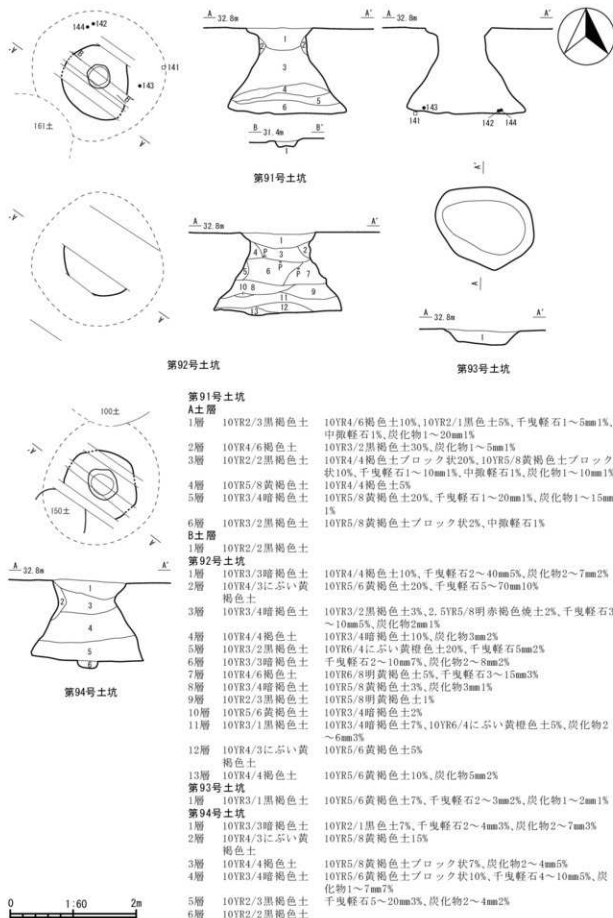 144 142
141
143
161土
A 32.8m A'
1
2
2
3
4
5
6
B 31.4m B'
1
第91号土坑
A 32.8m A'
143
141
142 144
A 32.8m A'
1
4 P 3 2
P
5 6 P 7
10 8 9
11
12
13
第92号土坑
A'
A
A 32.8m A'
1
第93号土坑
100土
150土
A 32.8m A'
1
2
3
4
5
6
第94号土坑
第91号土坑
A土層
1層 10YR2/3黒褐色土 10YR4/6褐色土10%,10YR2/1黒色土5%,千曳軽石1～5mm1%,
中掫軽石1%,炭化物1～20mm1%
2層 10YR4/6褐色土 10YR3/2黒褐色土30%,炭化物1～5mm1%
3層 10YR2/2黒褐色土 10YR4/4褐色土ブロック状20%,10YR5/8黄褐色土ブロック
状10%,千曳軽石1～10mm1%,中掫軽石1%,炭化物1～10mm1%
4層 10YR5/8黄褐色土 10YR4/4褐色土5%
5層 10YR3/4暗褐色土 10YR5/8黄褐色土20%,千曳軽石1～20mm1%,炭化物1～15mm
1%
6層 10YR3/2黒褐色土 10YR5/8黄褐色土ブロック状2%,中掫軽石1%
B土層
1層 10YR2/2黒褐色土
第92号土坑
1層 10YR3/3暗褐色土 10YR4/4褐色土10%,千曳軽石2～40mm5%,炭化物2～7mm2%
2層 10YR4/3にぶい黄 10YR5/6黄褐色土20%,千曳軽石5～70mm10%
褐色土
3層 10YR3/4暗褐色土 10YR3/2黒褐色土3%,2.5YR5/8明赤褐色焼土2%,千曳軽石3
～10mm5%,炭化物2mm1%
4層 10YR4/4褐色土 10YR3/4暗褐色土10%,炭化物3mm2%
5層 10YR3/2黒褐色土 10YR6/4にぶい黄橙色土20%,千曳軽石5mm2%
6層 10YR3/3暗褐色土 千曳軽石2～10mm7%,炭化物2～8mm2%
7層 10YR4/6褐色土 10YR6/8明黄褐色土5%,千曳軽石3～15mm3%
8層 10YR3/4暗褐色土 10YR5/8黄褐色土3%,炭化物3mm1%
9層 10YR2/3黒褐色土 10YR5/8明黄褐色土1%
10層 10YR5/6黄褐色土 10YR3/4暗褐色土2%
11層 10YR3/1黒褐色土 10YR3/4暗褐色土7%,10YR6/4にぶい黄橙色土5%,炭化物2
～6mm3%
12層 10YR4/3にぶい黄 10YR5/6黄褐色土5%
褐色土
13層 10YR4/4褐色土 10YR5/6黄褐色土10%,炭化物5mm2%
第93号土坑
1層 10YR3/1黒褐色土 10YR5/6黄褐色土7%,千曳軽石2～3mm2%,炭化物1～2mm1%
第94号土坑
1層 10YR3/3暗褐色土 10YR2/1黒色土7%,千曳軽石2～4mm3%,炭化物2～7mm3%
2層 10YR4/3にぶい黄 10YR5/8黄褐色土15%
褐色土
3層 10YR4/4褐色土 10YR5/8黄褐色土ブロック状7%,炭化物2～4mm5%
4層 10YR3/4暗褐色土 10YR5/6黄褐色土ブロック状10%,千曳軽石4～10mm5%,炭
化物1～7mm7%
5層 10YR2/3黒褐色土 千曳軽石5～20mm3%,炭化物2～4mm2%
6層 10YR2/2黒褐色土
0 1:60 2m